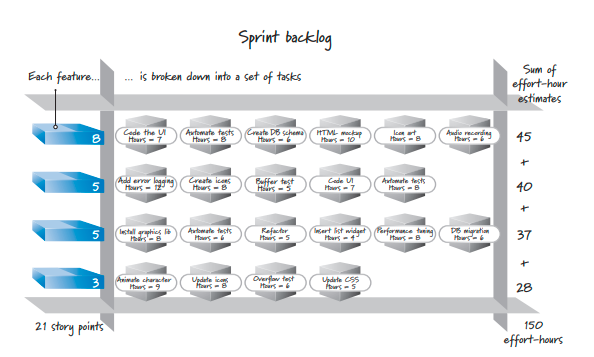 Sprint backlog
Each feature...
... is broken down into a set of tasks
Sum of
effort-hour
estimates
8
Code the UI
Hours = 7
Automate tests
Hours = 8
Create DB schema
Hours = 6
HTML mockup
Hours = 10
Icon art
Hours = 8
Audio recording
Hours = 6
45
+
5
Add error logging
Hours = 12
Create icons
Hours = 8
Buffer test
Hours = 5
Code UI
Hours = 7
Automate tests
Hours = 8
40
+
5
Install graphics lib
Hours = 8
Automate tests
Hours = 6
Refactor
Hours = 5
Insert list widget
Hours = 4
Performance tuning
Hours = 8
DB migration
Hours = 6
37
+
3
Animate character
Hours = 9
Update icons
Hours = 8
Overflow test
Hours = 6
Update CSS
Hours = 5
28
21 story points
150
effort-hours